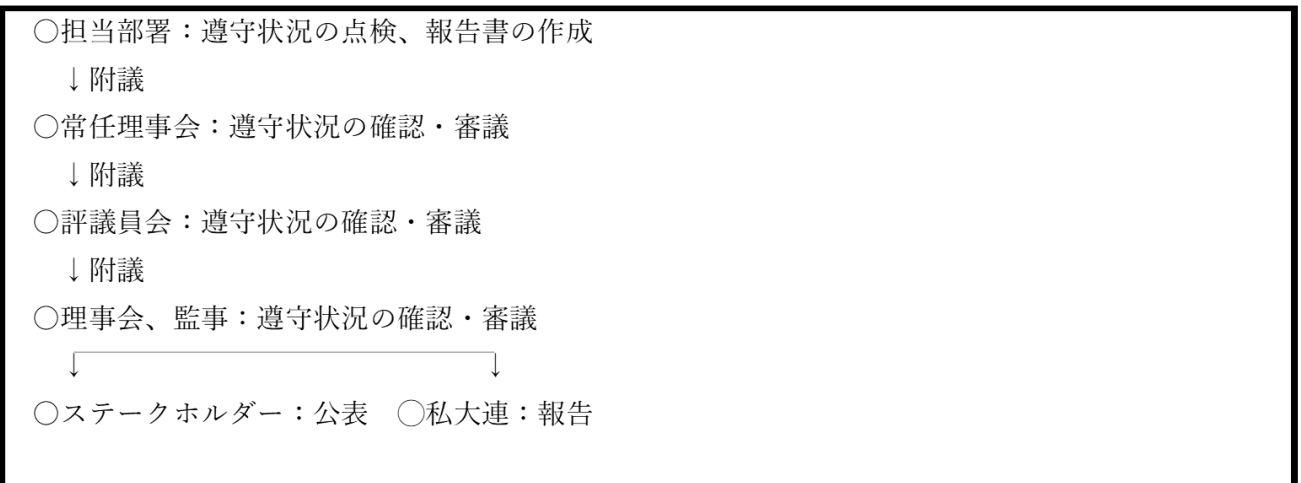 ○担当部署：遵守状況の点検、報告書の作成
↓附議
○常任理事会：遵守状況の確認・審議
↓附議
○評議員会：遵守状況の確認・審議
↓附議
○理事会、監事：遵守状況の確認・審議
↓ ↓
○ステークホルダー：公表　○私大連：報告